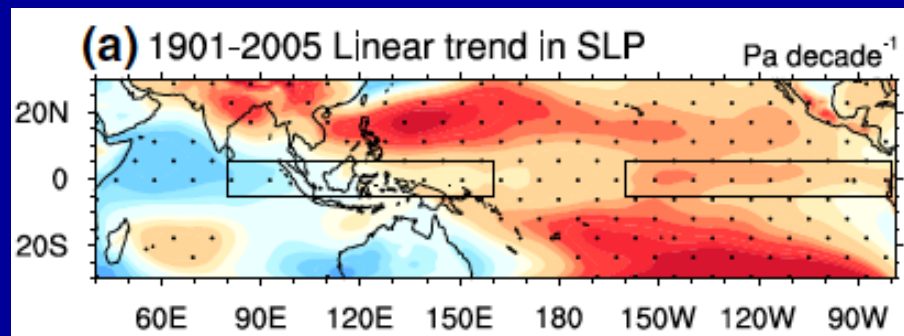 (a) 1901-2005 Linear trend in SLP Pa decade⁻¹
20N
0
20S
60E 90E 120E 150E 180 150W 120W 90W